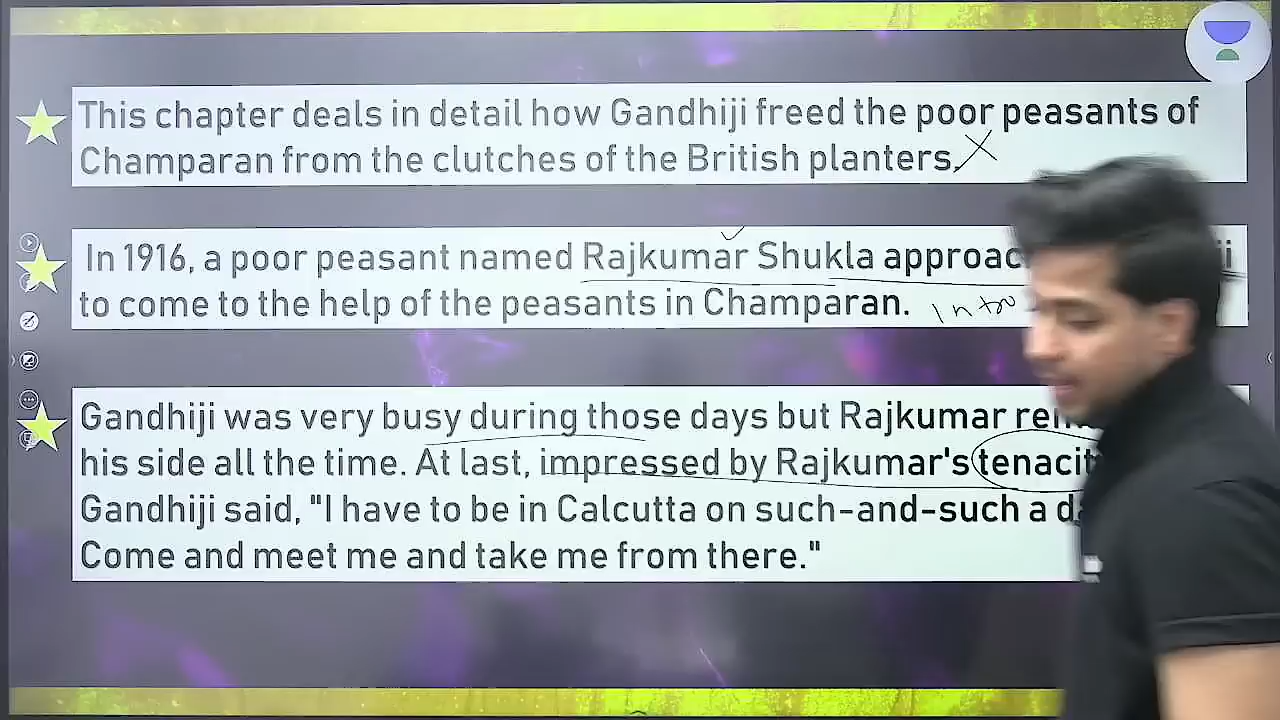 This chapter deals in detail how Gandhiji freed the poor peasants of
Champaran from the clutches of the British planters.
In 1916, a poor peasant named Rajkumar Shukla
to come to the help of the peasants in Champaran. Intro
Gandhiji was very busy during those days but Rajkumar
his side all the time. At last, impressed by Rajkumar's
Gandhiji said, "I have to be in Calcutta on such-and-such a
Come and meet me and take me from there."